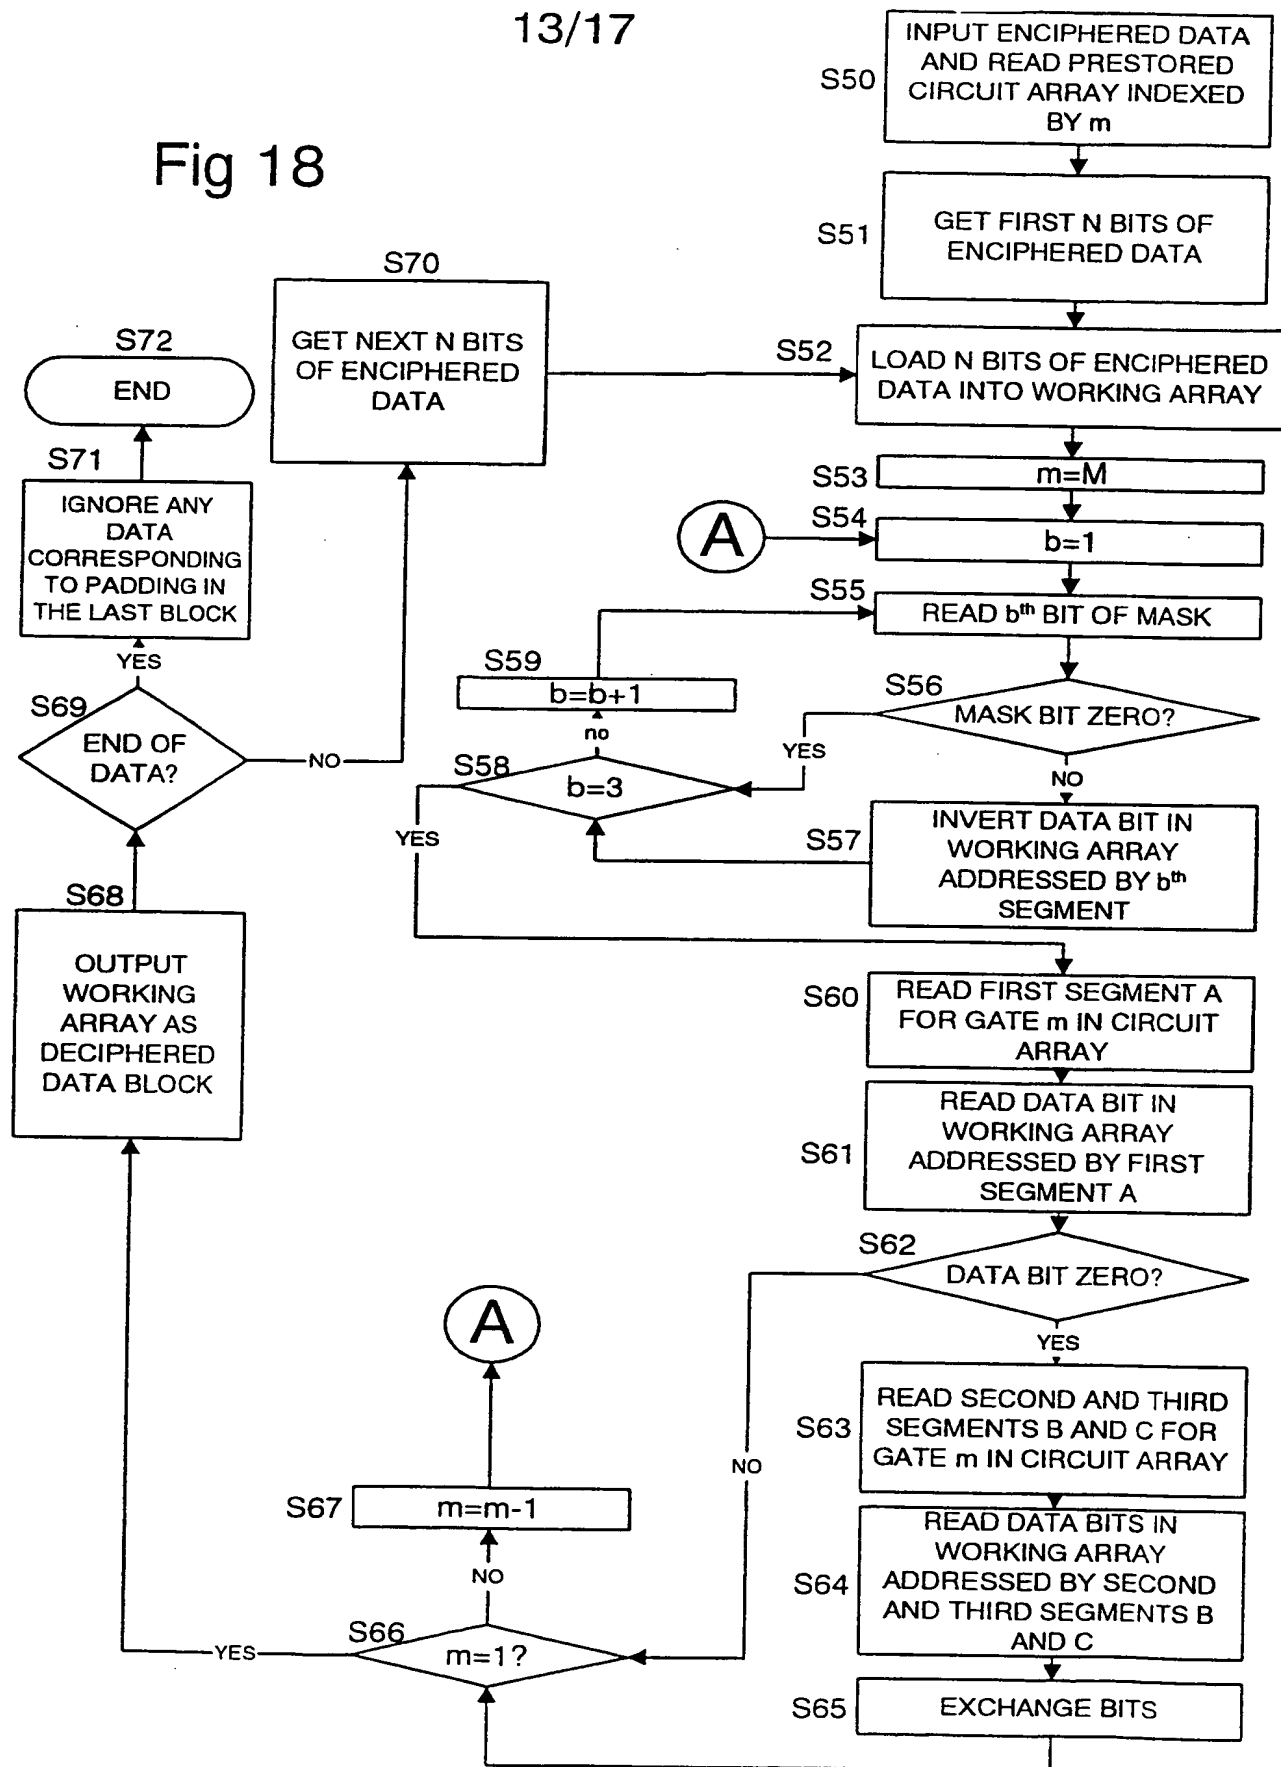 13/17
Fig 18
S50
INPUT ENCIPHERED DATA
AND READ PRESTORED
CIRCUIT ARRAY INDEXED
BY m
S51
GET FIRST N BITS OF
ENCIPHERED DATA
S70
GET NEXT N BITS
OF ENCIPHERED
DATA
S52
LOAD N BITS OF ENCIPHERED
DATA INTO WORKING ARRAY
S72
END
S71
IGNORE ANY
DATA
CORRESPONDING
TO PADDING IN
THE LAST BLOCK
YES
S69
END OF
DATA?
NO
S53
m=M
A
S54
b=1
S55
READ bth BIT OF MASK
S59
b=b+1
no
S56
MASK BIT ZERO?
YES
NO
S58
b=3
YES
S57
INVERT DATA BIT IN
WORKING ARRAY
ADDRESSED BY bth
SEGMENT
S68
OUTPUT
WORKING
ARRAY AS
DECIPHERED
DATA BLOCK
S60
READ FIRST SEGMENT A
FOR GATE m IN CIRCUIT
ARRAY
S61
READ DATA BIT IN
WORKING ARRAY
ADDRESSED BY FIRST
SEGMENT A
S62
DATA BIT ZERO?
YES
NO
A
S63
READ SECOND AND THIRD
SEGMENTS B AND C FOR
GATE m IN CIRCUIT ARRAY
S67
m=m-1
NO
S64
READ DATA BITS IN
WORKING ARRAY
ADDRESSED BY SECOND
AND THIRD SEGMENTS B
AND C
S66
m=1?
YES
S65
EXCHANGE BITS